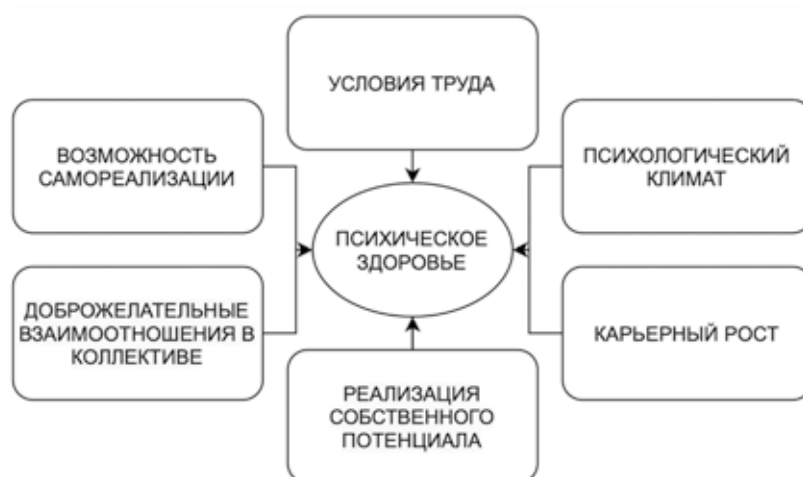 УСЛОВИЯ ТРУДА
ВОЗМОЖНОСТЬ
САМОРЕАЛИЗАЦИИ
ПСИХОЛОГИЧЕСКИЙ
КЛИМАТ
ПСИХИЧЕСКОЕ
ЗДОРОВЬЕ
ДОБРОЖЕЛАТЕЛЬНЫЕ
ВЗАИМООТНОШЕНИЯ В
КОЛЛЕКТИВЕ
КАРЬЕРНЫЙ РОСТ
РЕАЛИЗАЦИЯ
СОБСТВЕННОГО
ПОТЕНЦИАЛА